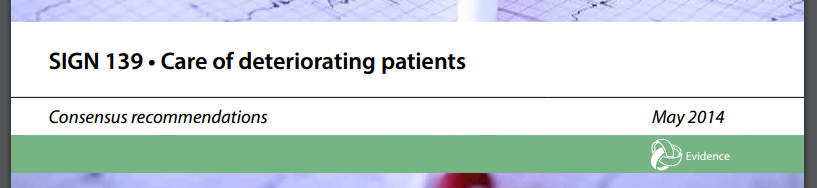 SIGN 139 • Care of deteriorating patients
Consensus recommendations May 2014
Evidence